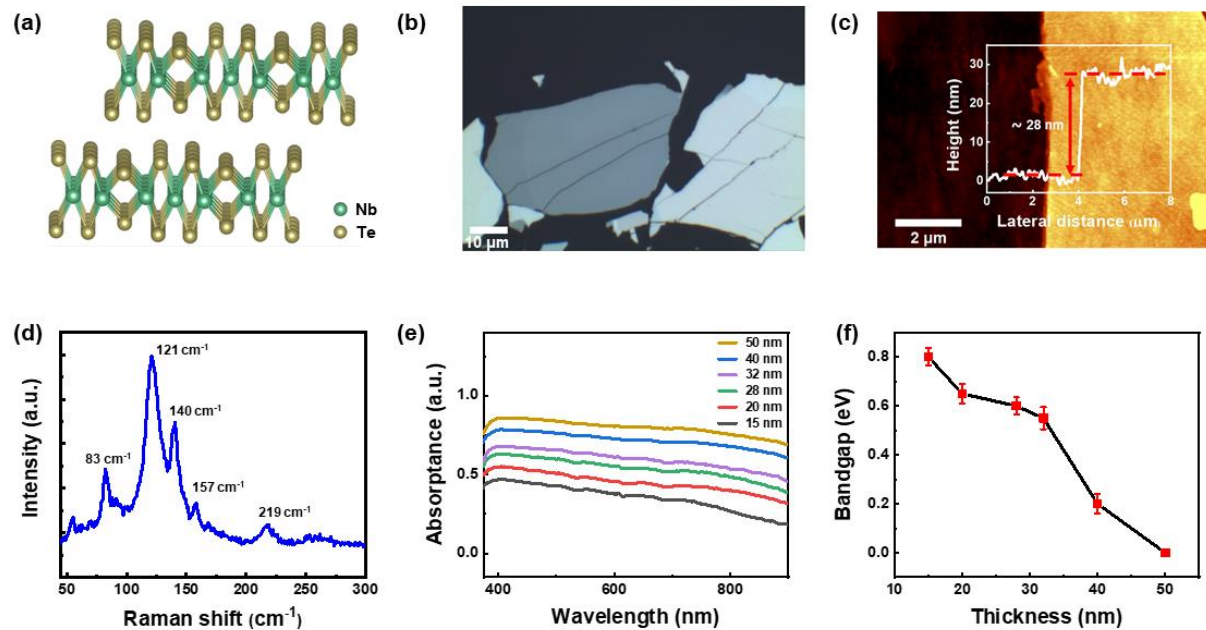 (a)
Nb
Te
(b)
10 μm
(c)
Height (nm)
30
20
10
0
~ 28 nm
0 2 4 6 8
Lateral distance (μm)
2 μm
(d)
Intensity (a.u.)
83 cm-1
121 cm-1
140 cm-1
157 cm-1
219 cm-1
50 100 150 200 250 300
Raman shift (cm-1)
(e)
Absorptance (a.u.)
1.0
0.5
0.0
50 nm
40 nm
32 nm
28 nm
20 nm
15 nm
400 600 800
Wavelength (nm)
(f)
Bandgap (eV)
0.8
0.6
0.4
0.2
0.0
10 20 30 40 50
Thickness (nm)